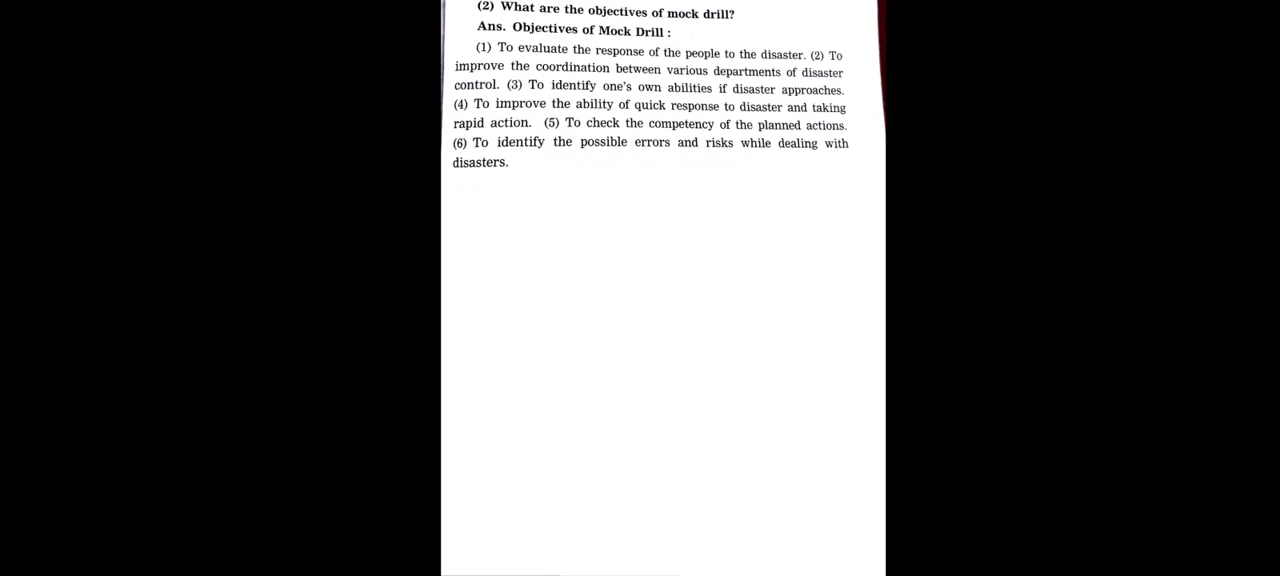 (2) What are the objectives of mock drill?
Ans. Objectives of Mock Drill :
(1) To evaluate the response of the people to the disaster. (2) To
improve the coordination between various departments of disaster
control. (3) To identify one's own abilities if disaster approaches.
(4) To improve the ability of quick response to disaster and taking
rapid action. (5) To check the competency of the planned actions.
(6) To identify the possible errors and risks while dealing with
disasters.